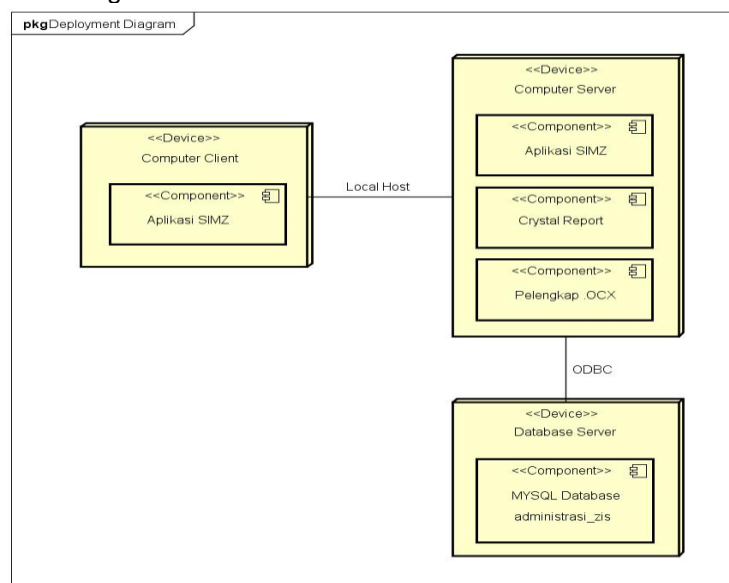 pkg Deployment Diagram
<<Device>>
Computer Client
<<Component>>
Aplikasi SIMZ
Local Host
<<Device>>
Computer Server
<<Component>>
Aplikasi SIMZ
<<Component>>
Crystal Report
<<Component>>
Pelengkap .OCX
ODBC
<<Device>>
Database Server
<<Component>>
MYSQL Database
administrasi_zis